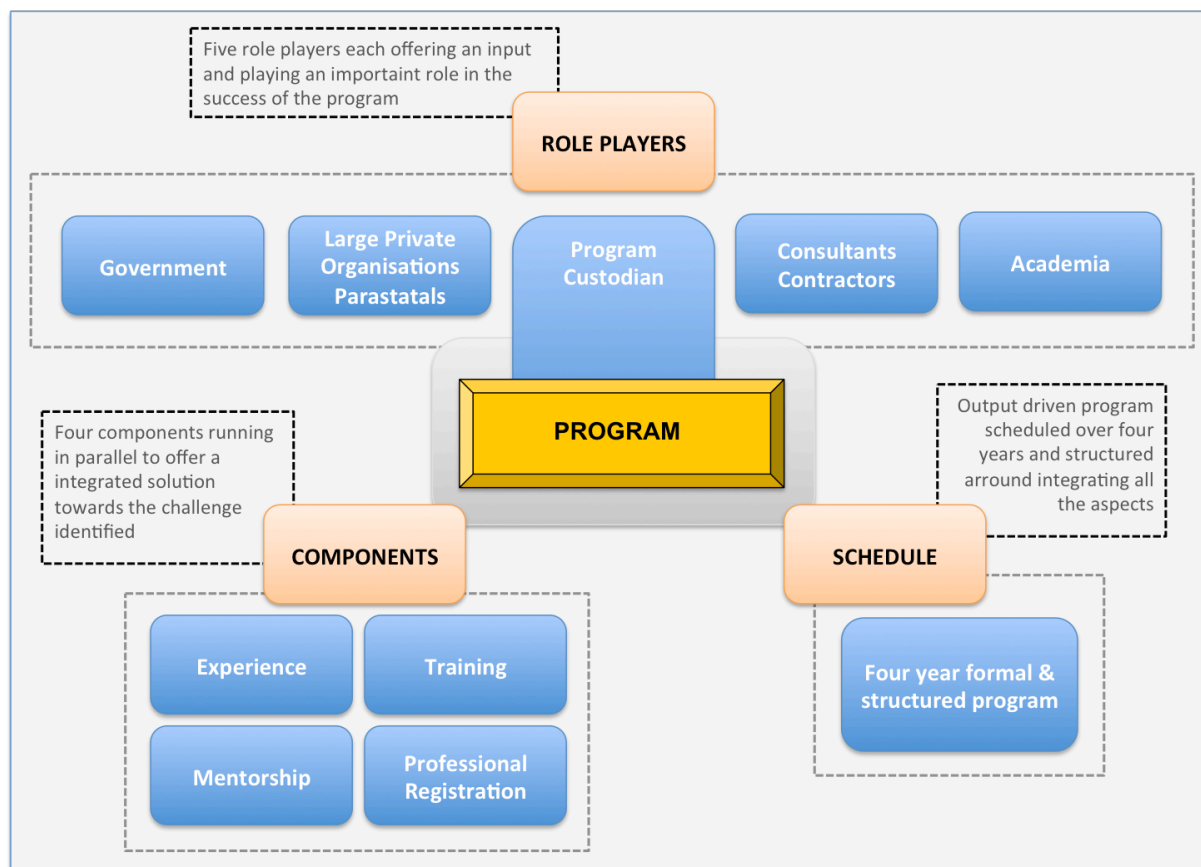 Five role players each offering an input
and playing an importaint role in the
success of the program
ROLE PLAYERS
Government
Large Private
Organisations
Parastatals
Program
Custodian
Consultants
Contractors
Academia
PROGRAM
Four components running
in parallel to offer a
integrated solution
towards the challenge
identified
COMPONENTS
Experience
Training
Mentorship
Professional
Registration
Output driven program
scheduled over four
years and structured
arround integrating all
the aspects
SCHEDULE
Four year formal &
structured program